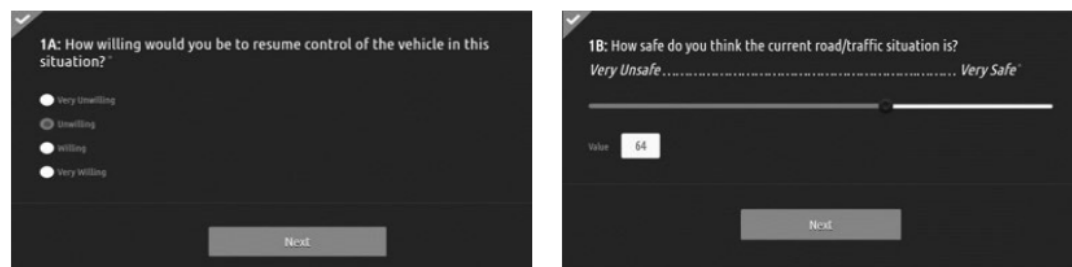 1A: How willing would you be to resume control of the vehicle in this
situation?*
Very Unwilling
Unwilling
Willing
Very Willing
Next
1B: How safe do you think the current road/traffic situation is?
Very Unsafe........................................................................ Very Safe*
Value 64
Next